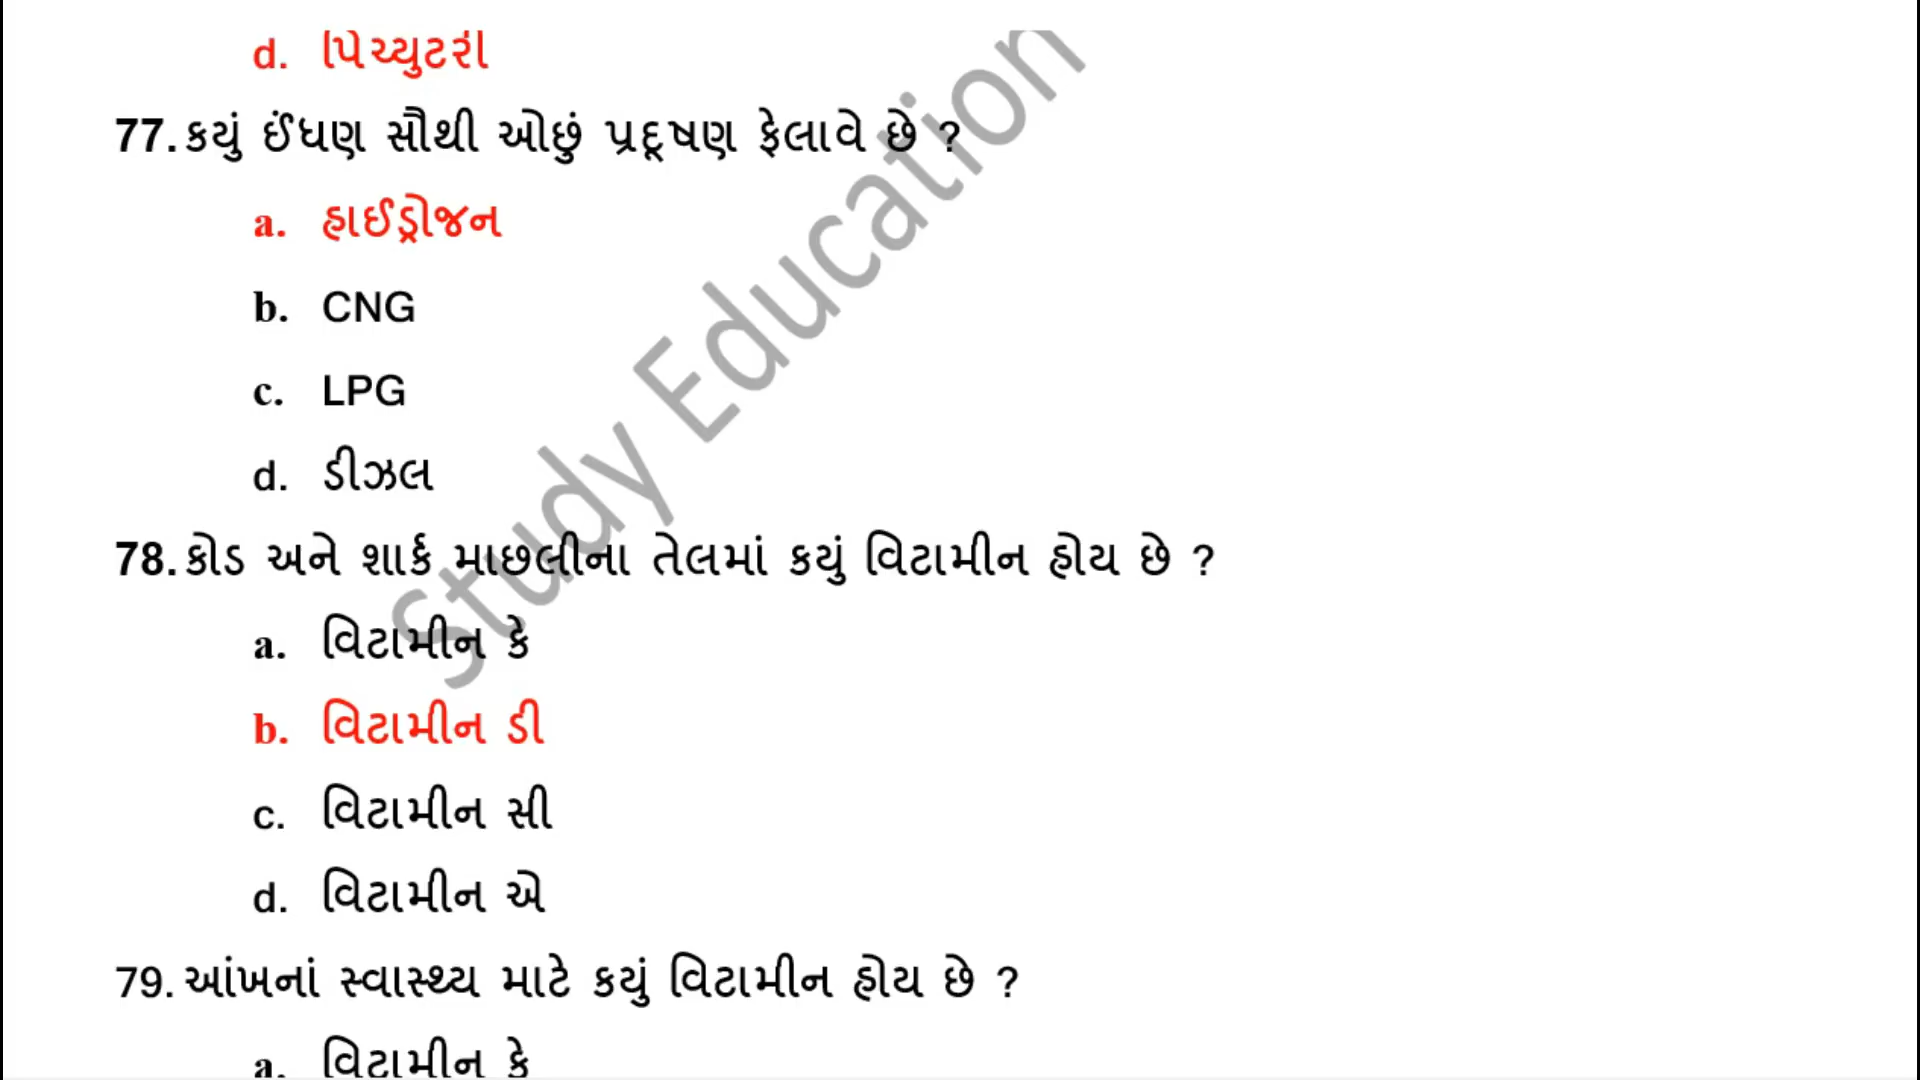 d. પિચ્યુટરી
77. કયું ઈંધણ સૌથી ઓછું પ્રદૂષણ ફેલાવે છે ?
a. હાઈડ્રોજન
b. CNG
c. LPG
d. ડીઝલ
78. કોડ અને શાર્ક માછલીના તેલમાં કયું વિટામીન હોય છે ?
a. વિટામીન કે
b. વિટામીન ડી
c. વિટામીન સી
d. વિટામીન એ
79. આંખનાં સ્વાસ્થ્ય માટે કયું વિટામીન હોય છે ?
a. વિટામીન કે
Study Education